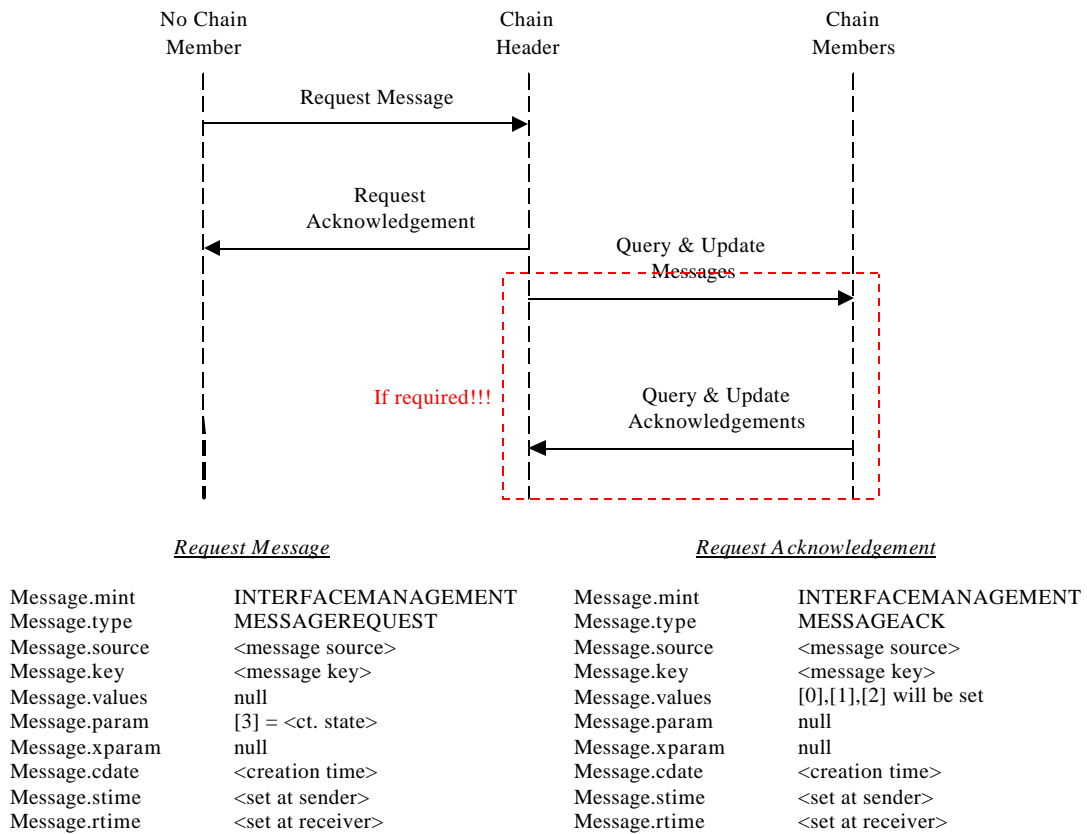 No Chain
Member
Chain
Header
Chain
Members
Request Message
Request
Acknowledgement
Query & Update
Messages
If required!!!
Query & Update
Acknowledgements
Request Message
Message.mint INTERFACEMANAGEMENT
Message.type MESSAGEREQUEST
Message.source <message source>
Message.key <message key>
Message.values null
Message.param [3] = <ct. state>
Message.xparam null
Message.cdate <creation time>
Message.stime <set at sender>
Message.rtime <set at receiver>
Request Acknowledgement
Message.mint INTERFACEMANAGEMENT
Message.type MESSAGEACK
Message.source <message source>
Message.key <message key>
Message.values [0],[1],[2] will be set
Message.param null
Message.xparam null
Message.cdate <creation time>
Message.stime <set at sender>
Message.rtime <set at receiver>